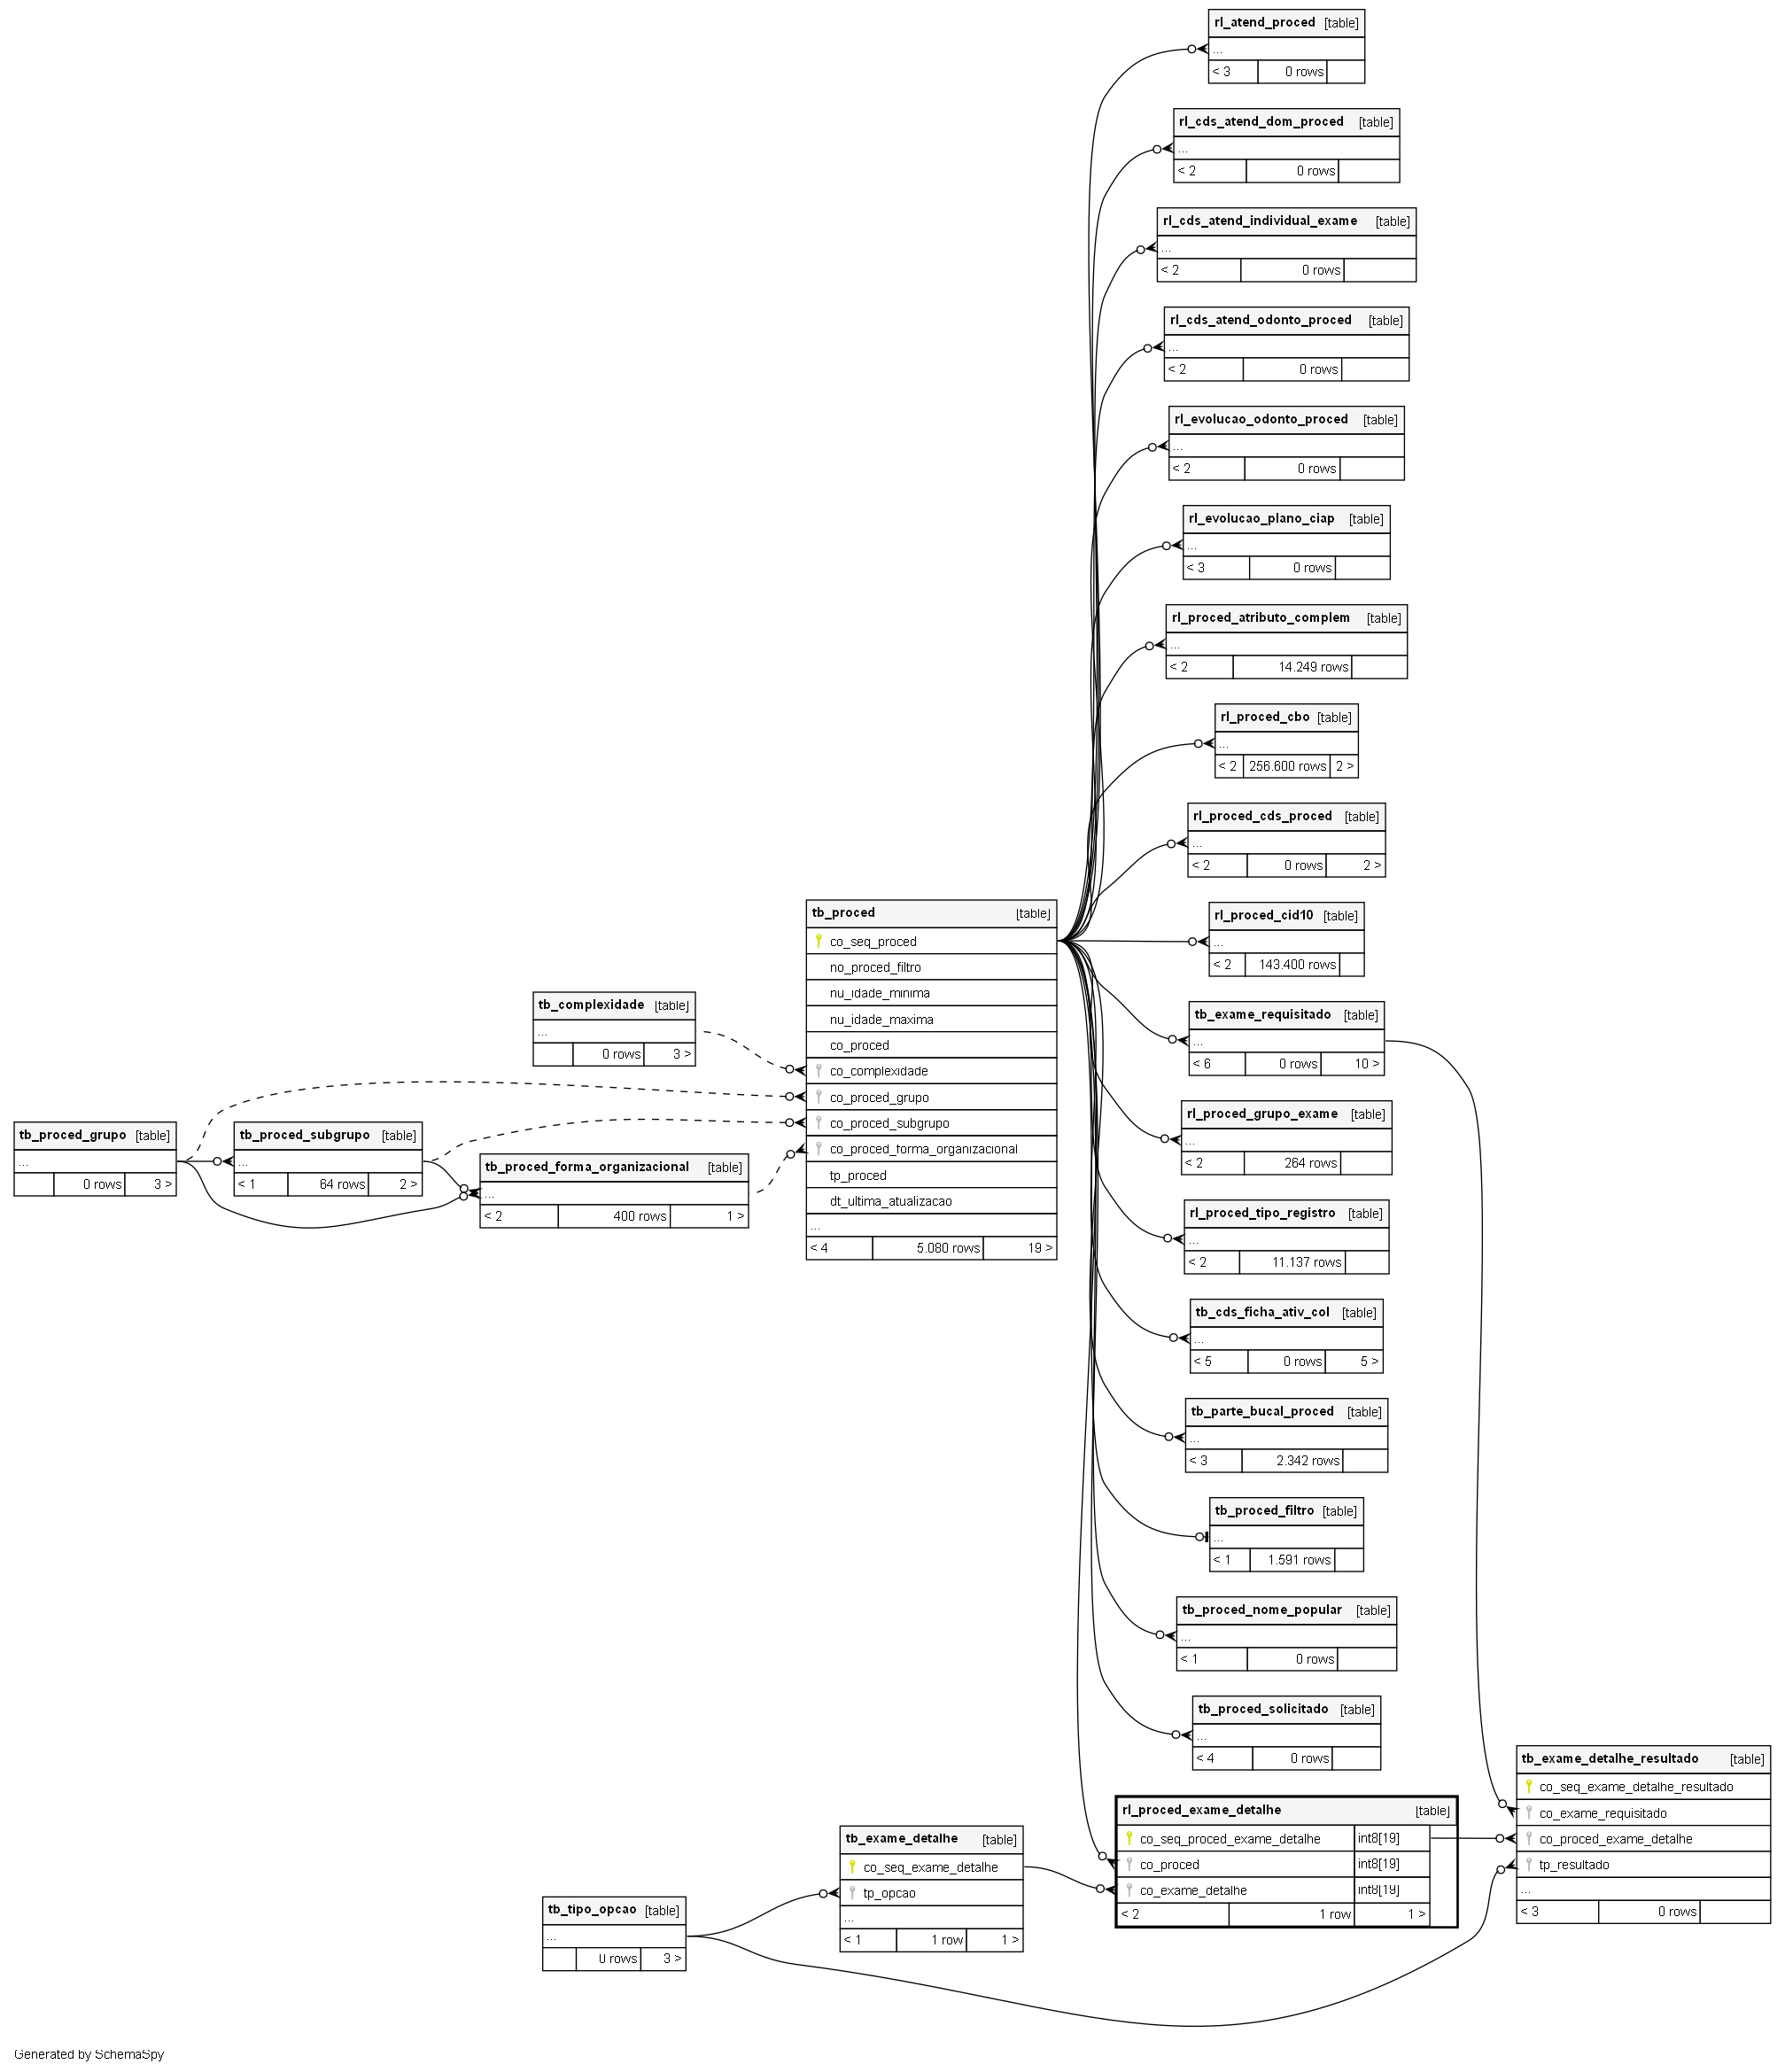 rl_atend_proced [table]
...
< 3 0 rows
rl_cds_atend_dom_proced [table]
...
< 2 0 rows
rl_cds_atend_individual_exame [table]
...
< 2 0 rows
rl_cds_atend_odonto_proced [table]
...
< 2 0 rows
rl_evolucao_odonto_proced [table]
...
< 2 0 rows
rl_evolucao_plano_ciap [table]
...
< 3 0 rows
rl_proced_atributo_complem [table]
...
< 2 14.249 rows
rl_proced_cbo [table]
...
< 2 256.600 rows 2 >
rl_proced_cds_proced [table]
...
< 2 0 rows 2 >
rl_proced_cid10 [table]
...
< 2 143.400 rows
tb_proced [table]
co_seq_proced
no_proced_filtro
nu_idade_minima
nu_idade_maxima
co_proced
co_complexidade
co_proced_grupo
co_proced_subgrupo
co_proced_forma_organizacional
tp_proced
dt_ultima_atualizacao
...
< 4 5.080 rows 19 >
tb_complexidade [table]
...
0 rows 3 >
tb_proced_grupo [table]
...
0 rows 3 >
tb_proced_subgrupo [table]
...
< 1 64 rows 2 >
tb_proced_forma_organizacional [table]
...
< 2 400 rows 1 >
tb_exame_requisitado [table]
...
< 6 0 rows 10 >
rl_proced_grupo_exame [table]
...
< 2 264 rows
rl_proced_tipo_registro [table]
...
< 2 11.137 rows
tb_cds_ficha_ativ_col [table]
...
< 5 0 rows 5 >
tb_parte_bucal_proced [table]
...
< 3 2.342 rows
tb_proced_filtro [table]
...
< 1 1.591 rows
tb_proced_nome_popular [table]
...
< 1 0 rows
tb_proced_solicitado [table]
...
< 4 0 rows
tb_exame_detalhe_resultado [table]
co_seq_exame_detalhe_resultado
co_exame_requisitado
co_proced_exame_detalhe
tp_resultado
...
< 3 0 rows
rl_proced_exame_detalhe [table]
co_seq_proced_exame_detalhe int8[19]
co_proced int8[19]
co_exame_detalhe int8[19]
< 2 1 row 1 >
tb_exame_detalhe [table]
co_seq_exame_detalhe
tp_opcao
...
< 1 1 row 1 >
tb_tipo_opcao [table]
...
0 rows 3 >
Generated by SchemaSpy